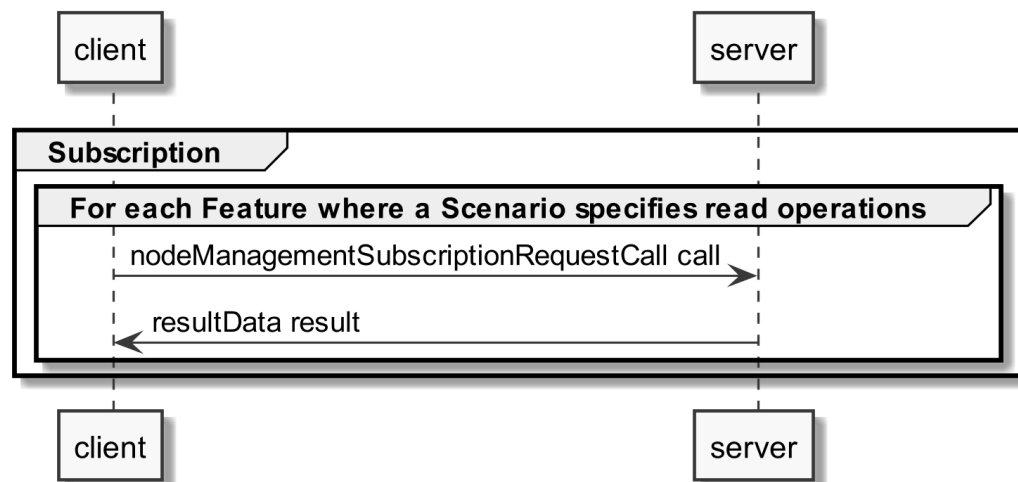 client
server
Subscription
For each Feature where a Scenario specifies read operations
nodeManagementSubscriptionRequestCall call
resultData result
client
server